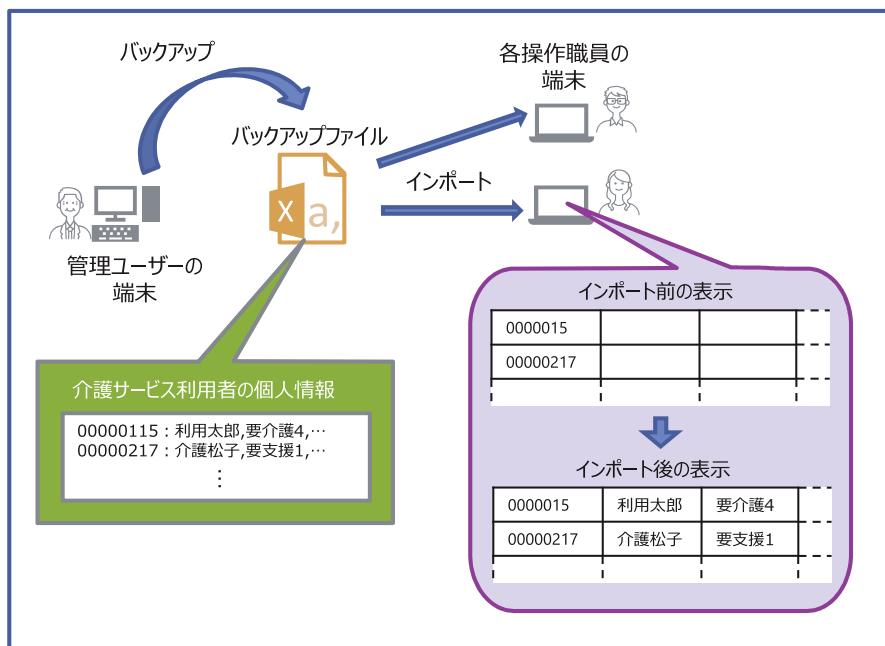 バックアップ
各操作職員の
端末
バックアップファイル
X a,
インポート
管理ユーザーの
端末
介護サービス利用者の個人情報
00000115：利用太郎,要介護4,…
00000217：介護松子,要支援1,…
⋮
インポート前の表示
0000015
00000217
インポート後の表示
0000015 利用太郎 要介護4
00000217 介護松子 要支援1